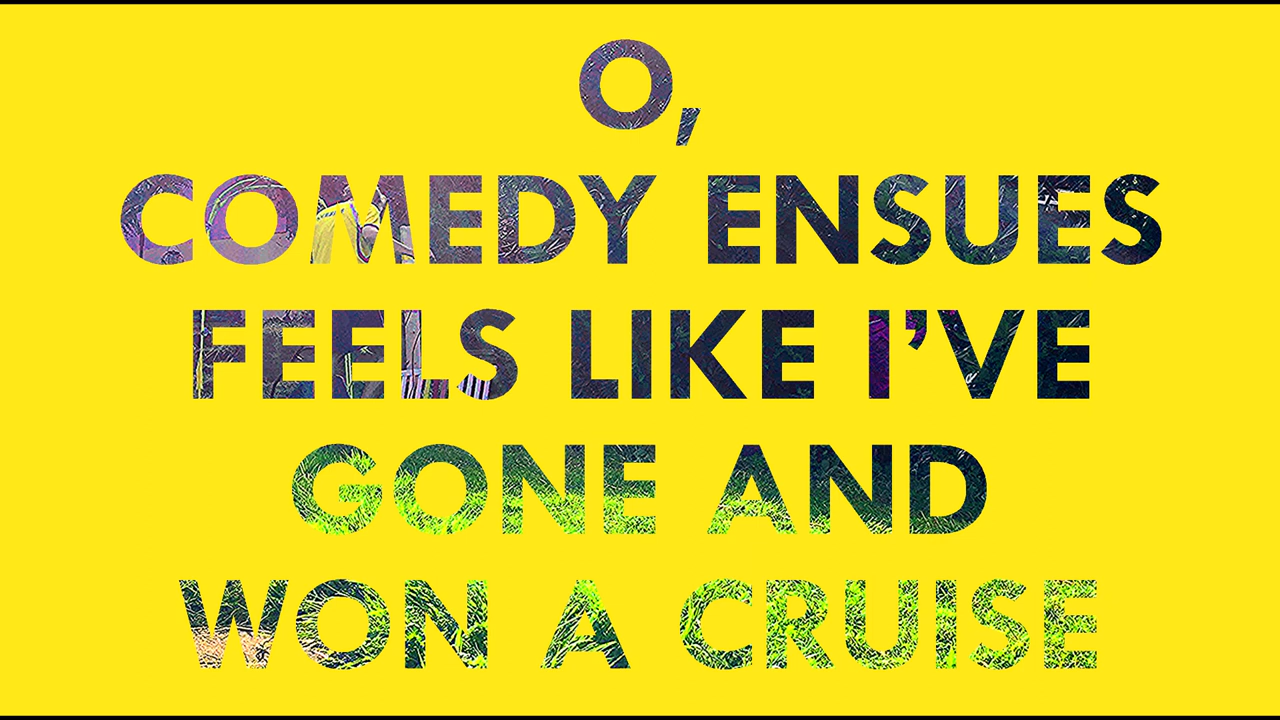 O,
COMEDY ENSUES
FEELS LIKE I’VE
GONE AND
WON A CRUISE